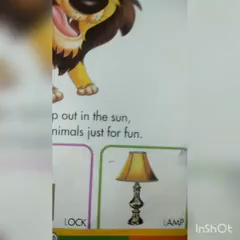 p out in the sun,
nimals just for fun.
LOCK
LAMP
InShOt